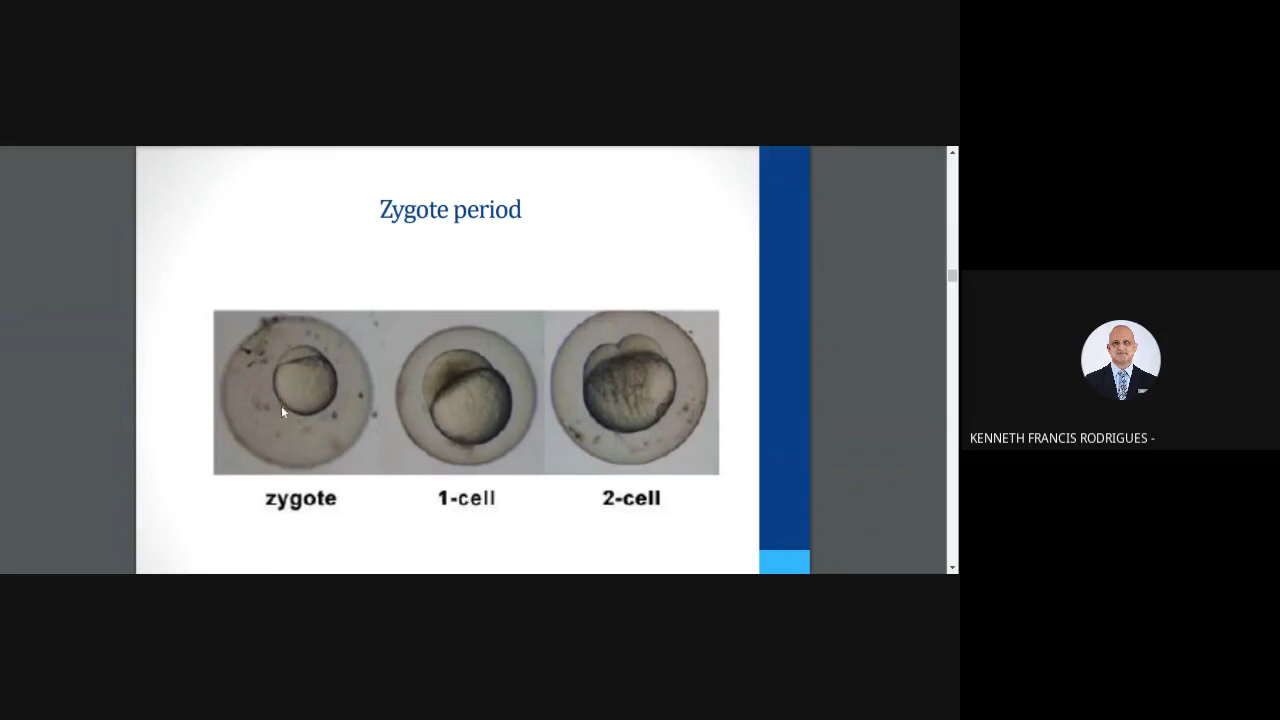 Zygote period
zygote
1-cell
2-cell
KENNETH FRANCIS RODRIGUES -